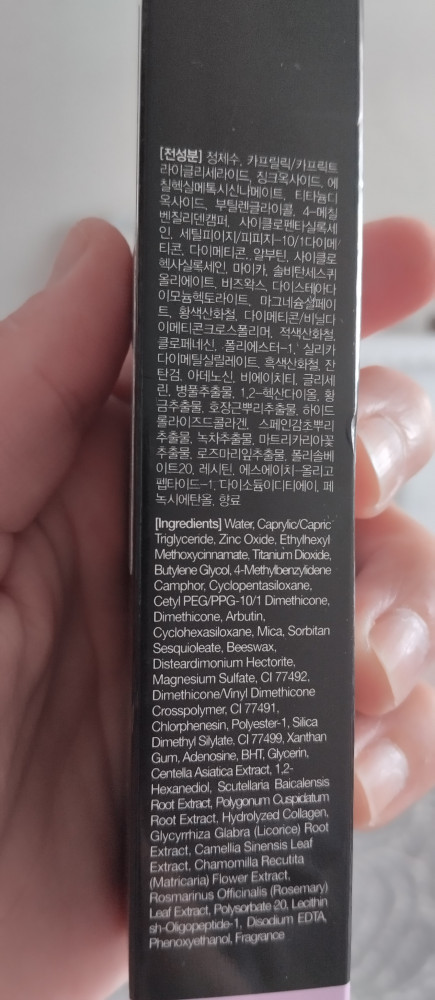 [전성분] 정제수, 카프릴릭/카프릭트
라이글리세라이드, 징크옥사이드, 에
칠헥실메톡시신나메이트, 티타늄디
옥사이드, 부틸렌글라이콜, 4-메칠
벤질리덴캠퍼, 사이클로펜타실록세
인, 세틸피이지/피피지-10/1다이메
티콘, 다이메티콘, 알부틴, 사이클로
헥사실록세인, 마이카, 솔비탄세스퀴
올리에이트, 비즈왁스, 다이스테아다
이모늄헥토라이트, 마그네슘설페이
트, 황색산화철, 다이메티콘/비닐다
이메티콘크로스폴리머, 적색산화철,
클로페네신, 폴리에스터-1, 실리카
다이메틸실릴레이트, 흑색산화철, 잔
탄검, 아데노신, 비에이치티, 글리세
린, 병풀추출물, 1,2-헥산다이올, 황
금추출물, 호장근뿌리추출물, 하이드
롤라이즈드콜라겐, 스페인감초뿌리
추출물, 녹차추출물, 마트리카리아꽃
추출물, 로즈마리잎추출물, 폴리솔베
이트20, 레시틴, 에스에이치-올리고
펩타이드-1, 다이소듐이디티에이, 페
녹시에탄올, 향료
[Ingredients] Water, Caprylic/Capric
Triglyceride, Zinc Oxide, Ethylhexyl
Methoxycinnamate, Titanium Dioxide,
Butylene Glycol, 4-Methylbenzylidene
Camphor, Cyclopentasiloxane,
Cetyl PEG/PPG-10/1 Dimethicone,
Dimethicone, Arbutin,
Cyclohexasiloxane, Mica, Sorbitan
Sesquioleate, Beeswax,
Disteardimonium Hectorite,
Magnesium Sulfate, CI 77492,
Dimethicone/Vinyl Dimethicone
Crosspolymer, CI 77491,
Chlorphenesin, Polyester-1, Silica
Dimethyl Silylate, CI 77499, Xanthan
Gum, Adenosine, BHT, Glycerin,
Centella Asiatica Extract, 1,2-
Hexanediol, Scutellaria Baicalensis
Root Extract, Polygonum Cuspidatum
Root Extract, Hydrolyzed Collagen,
Glycyrrhiza Glabra (Licorice) Root
Extract, Camellia Sinensis Leaf
Extract, Chamomilla Recutita
(Matricaria) Flower Extract,
Rosmarinus Officinalis (Rosemary)
Leaf Extract, Polysorbate 20, Lecithin
sh-Oligopeptide-1, Disodium EDTA,
Phenoxyethanol, Fragrance